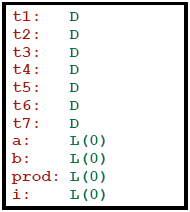 t1: D
t2: D
t3: D
t4: D
t5: D
t6: D
t7: D
a: L(0)
b: L(0)
prod: L(0)
i: L(0)